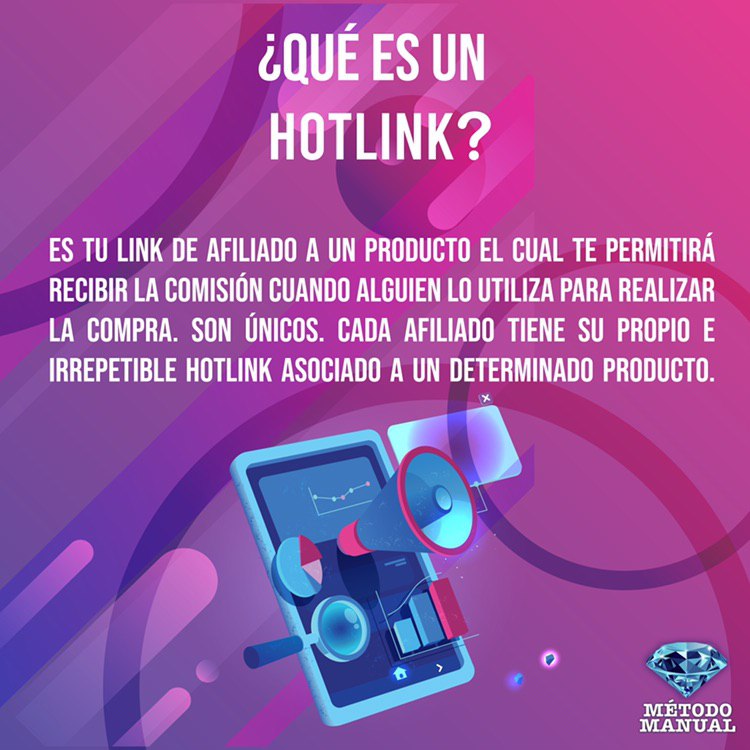 ¿QUÉ ES UN
HOTLINK?
ES TU LINK DE AFILIADO A UN PRODUCTO EL CUAL TE PERMITIRÁ
RECIBIR LA COMISIÓN CUANDO ALGUIEN LO UTILIZA PARA REALIZAR
LA COMPRA. SON ÚNICOS. CADA AFILIADO TIENE SU PROPIO E
IRREPETIBLE HOTLINK ASOCIADO A UN DETERMINADO PRODUCTO.
MÉTODO
MANUAL